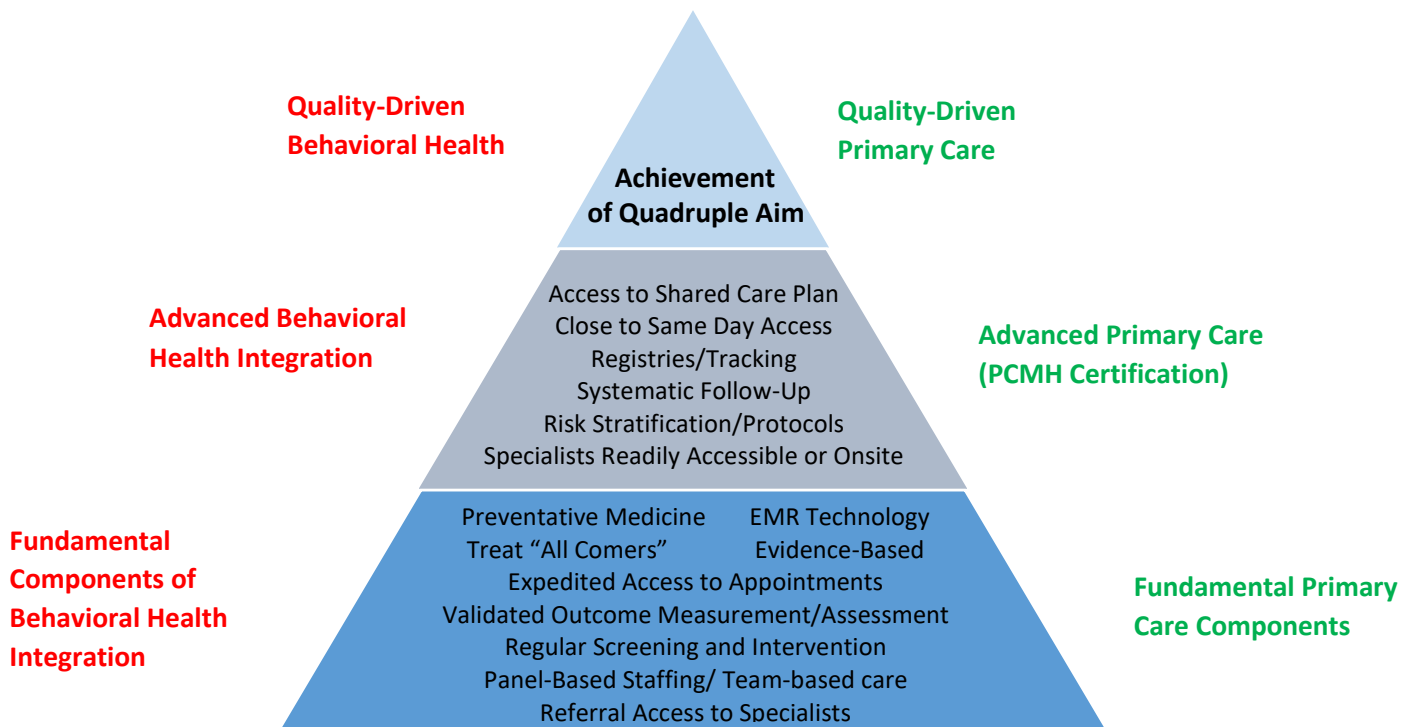 Quality-Driven
Behavioral Health
Quality-Driven
Primary Care
Achievement
of Quadruple Aim
Advanced Behavioral
Health Integration
Access to Shared Care Plan
Close to Same Day Access
Registries/Tracking
Systematic Follow-Up
Risk Stratification/Protocols
Specialists Readily Accessible or Onsite
Advanced Primary Care
(PCMH Certification)
Fundamental
Components of
Behavioral Health
Integration
Preventative Medicine EMR Technology
Treat “All Comers” Evidence-Based
Expedited Access to Appointments
Validated Outcome Measurement/Assessment
Regular Screening and Intervention
Panel-Based Staffing/ Team-based care
Referral Access to Specialists
Fundamental Primary
Care Components